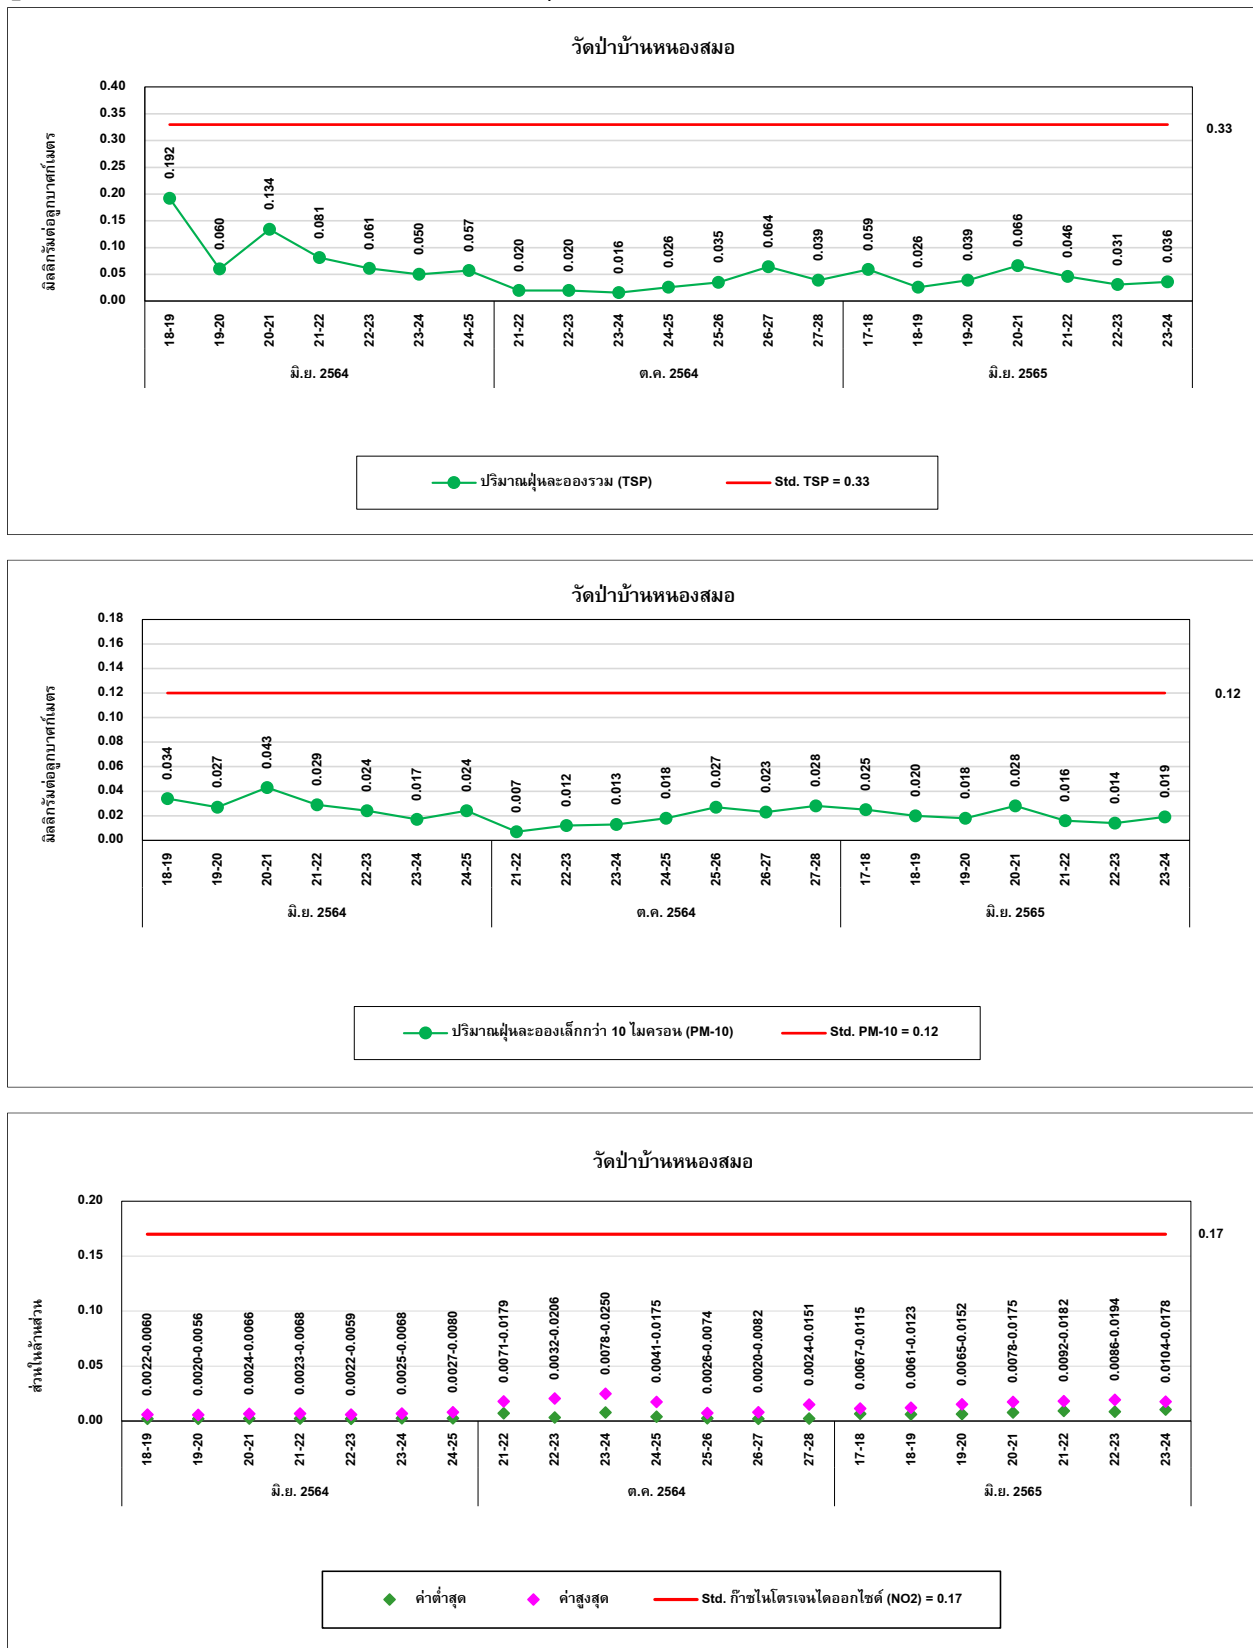 วัดป่าบ้านหนองสมอ
มิลลิกรัมต่อลูกบาศก์เมตร
0.40
0.35
0.30
0.25
0.20
0.15
0.10
0.05
0.00
0.33
0.192 0.060 0.134 0.081 0.061 0.050 0.057 0.020 0.020 0.016 0.026 0.035 0.064 0.039 0.059 0.026 0.039 0.066 0.046 0.031 0.036
18-19 19-20 20-21 21-22 22-23 23-24 24-25 21-22 22-23 23-24 24-25 25-26 26-27 27-28 17-18 18-19 19-20 20-21 21-22 22-23 23-24
มิ.ย. 2564 ต.ค. 2564 มิ.ย. 2565
ปริมาณฝุ่นละอองรวม (TSP) Std. TSP = 0.33
วัดป่าบ้านหนองสมอ
มิลลิกรัมต่อลูกบาศก์เมตร
0.18
0.16
0.14
0.12
0.10
0.08
0.06
0.04
0.02
0.00
0.12
0.034 0.027 0.043 0.029 0.024 0.017 0.024 0.007 0.012 0.013 0.018 0.027 0.023 0.028 0.025 0.020 0.018 0.028 0.016 0.014 0.019
18-19 19-20 20-21 21-22 22-23 23-24 24-25 21-22 22-23 23-24 24-25 25-26 26-27 27-28 17-18 18-19 19-20 20-21 21-22 22-23 23-24
มิ.ย. 2564 ต.ค. 2564 มิ.ย. 2565
ปริมาณฝุ่นละอองเล็กกว่า 10 ไมครอน (PM-10) Std. PM-10 = 0.12
วัดป่าบ้านหนองสมอ
ส่วนในล้านส่วน
0.20
0.15
0.10
0.05
0.00
0.17
0.0022-0.0060 0.0020-0.0056 0.0024-0.0066 0.0023-0.0068 0.0022-0.0059 0.0025-0.0068 0.0027-0.0080 0.0071-0.0179 0.0032-0.0206 0.0078-0.0250 0.0041-0.0175 0.0026-0.0074 0.0020-0.0082 0.0024-0.0151 0.0067-0.0115 0.0061-0.0123 0.0065-0.0152 0.0078-0.0175 0.0092-0.0182 0.0086-0.0194 0.0104-0.0178
18-19 19-20 20-21 21-22 22-23 23-24 24-25 21-22 22-23 23-24 24-25 25-26 26-27 27-28 17-18 18-19 19-20 20-21 21-22 22-23 23-24
มิ.ย. 2564 ต.ค. 2564 มิ.ย. 2565
ค่าต่ำสุด ค่าสูงสุด Std. ก๊าซไนโตรเจนไดออกไซด์ (NO2) = 0.17